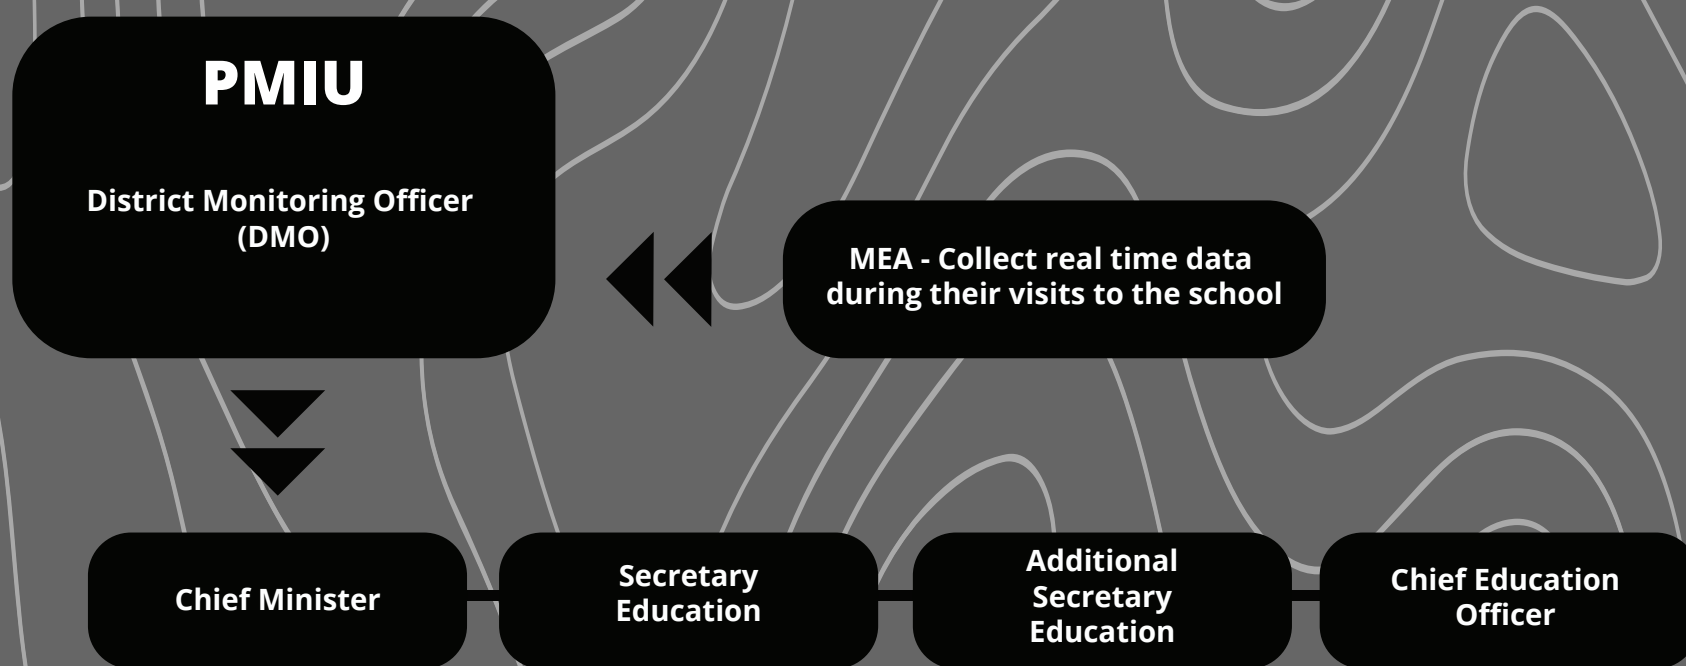 PMIU
District Monitoring Officer
(DMO)
MEA - Collect real time data
during their visits to the school
Chief Minister
Secretary
Education
Additional
Secretary
Education
Chief Education
Officer